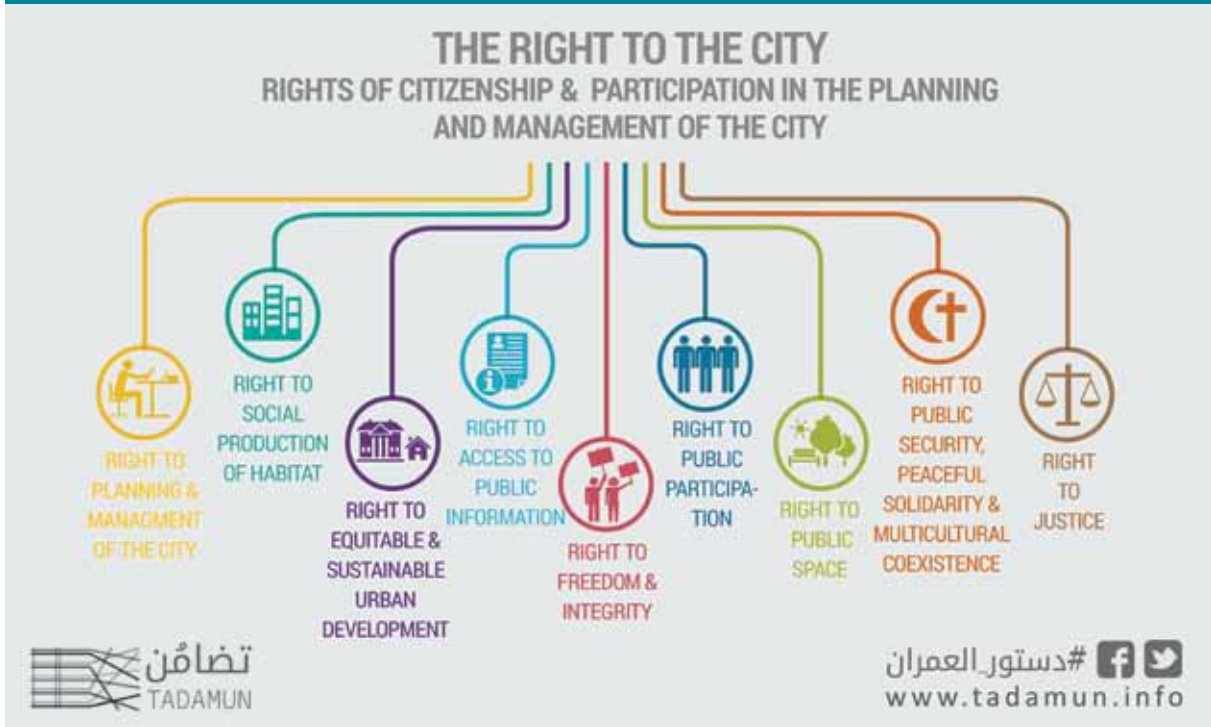 THE RIGHT TO THE CITY
RIGHTS OF CITIZENSHIP & PARTICIPATION IN THE PLANNING
AND MANAGEMENT OF THE CITY
RIGHT TO
PLANNING &
MANAGMENT
OF THE CITY
RIGHT TO
SOCIAL
PRODUCTION
OF HABITAT
RIGHT TO
EQUITABLE &
SUSTAINABLE
URBAN
DEVELOPMENT
RIGHT TO
ACCESS TO
PUBLIC
INFORMATION
RIGHT TO
FREEDOM &
INTEGRITY
RIGHT TO
PUBLIC
PARTICIPA-
TION
RIGHT TO
PUBLIC
SPACE
RIGHT TO
PUBLIC
SECURITY,
PEACEFUL
SOLIDARITY &
MULTICULTURAL
COEXISTENCE
RIGHT
TO
JUSTICE
تضامُن
TADAMUN
#دستور_العمران
www.tadamun.info